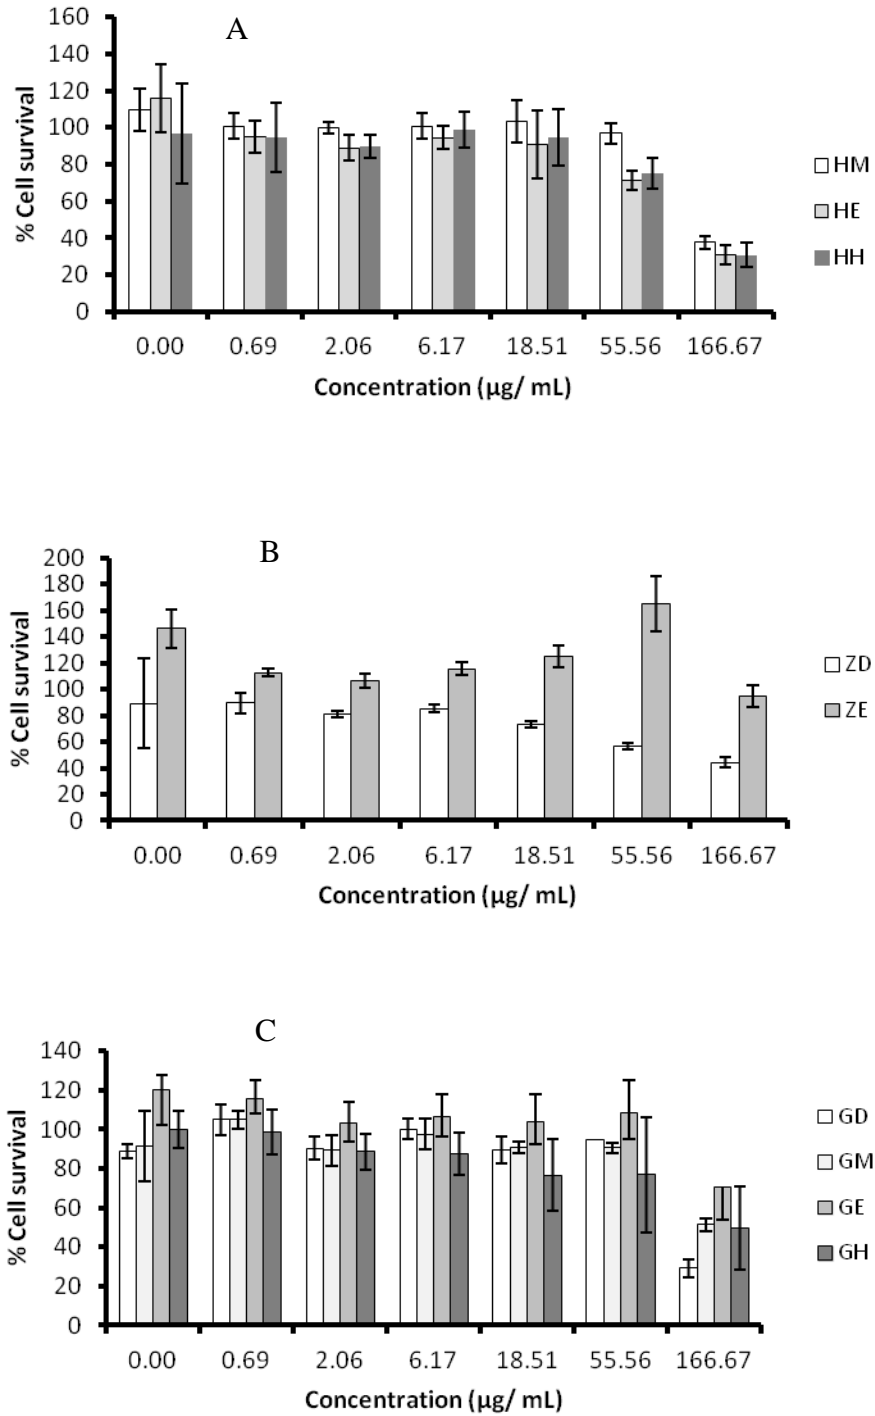 A
160
140
120
100
80
60
40
20
0
% Cell survival
0.00 0.69 2.06 6.17 18.51 55.56 166.67
Concentration (µg/ mL)
HM
HE
HH
B
200
180
160
140
120
100
80
60
40
20
0
% Cell survival
0.00 0.69 2.06 6.17 18.51 55.56 166.67
Concentration (µg/ mL)
ZD
ZE
C
140
120
100
80
60
40
20
0
% Cell survival
0.00 0.69 2.06 6.17 18.51 55.56 166.67
Concentration (µg/ mL)
GD
GM
GE
GH